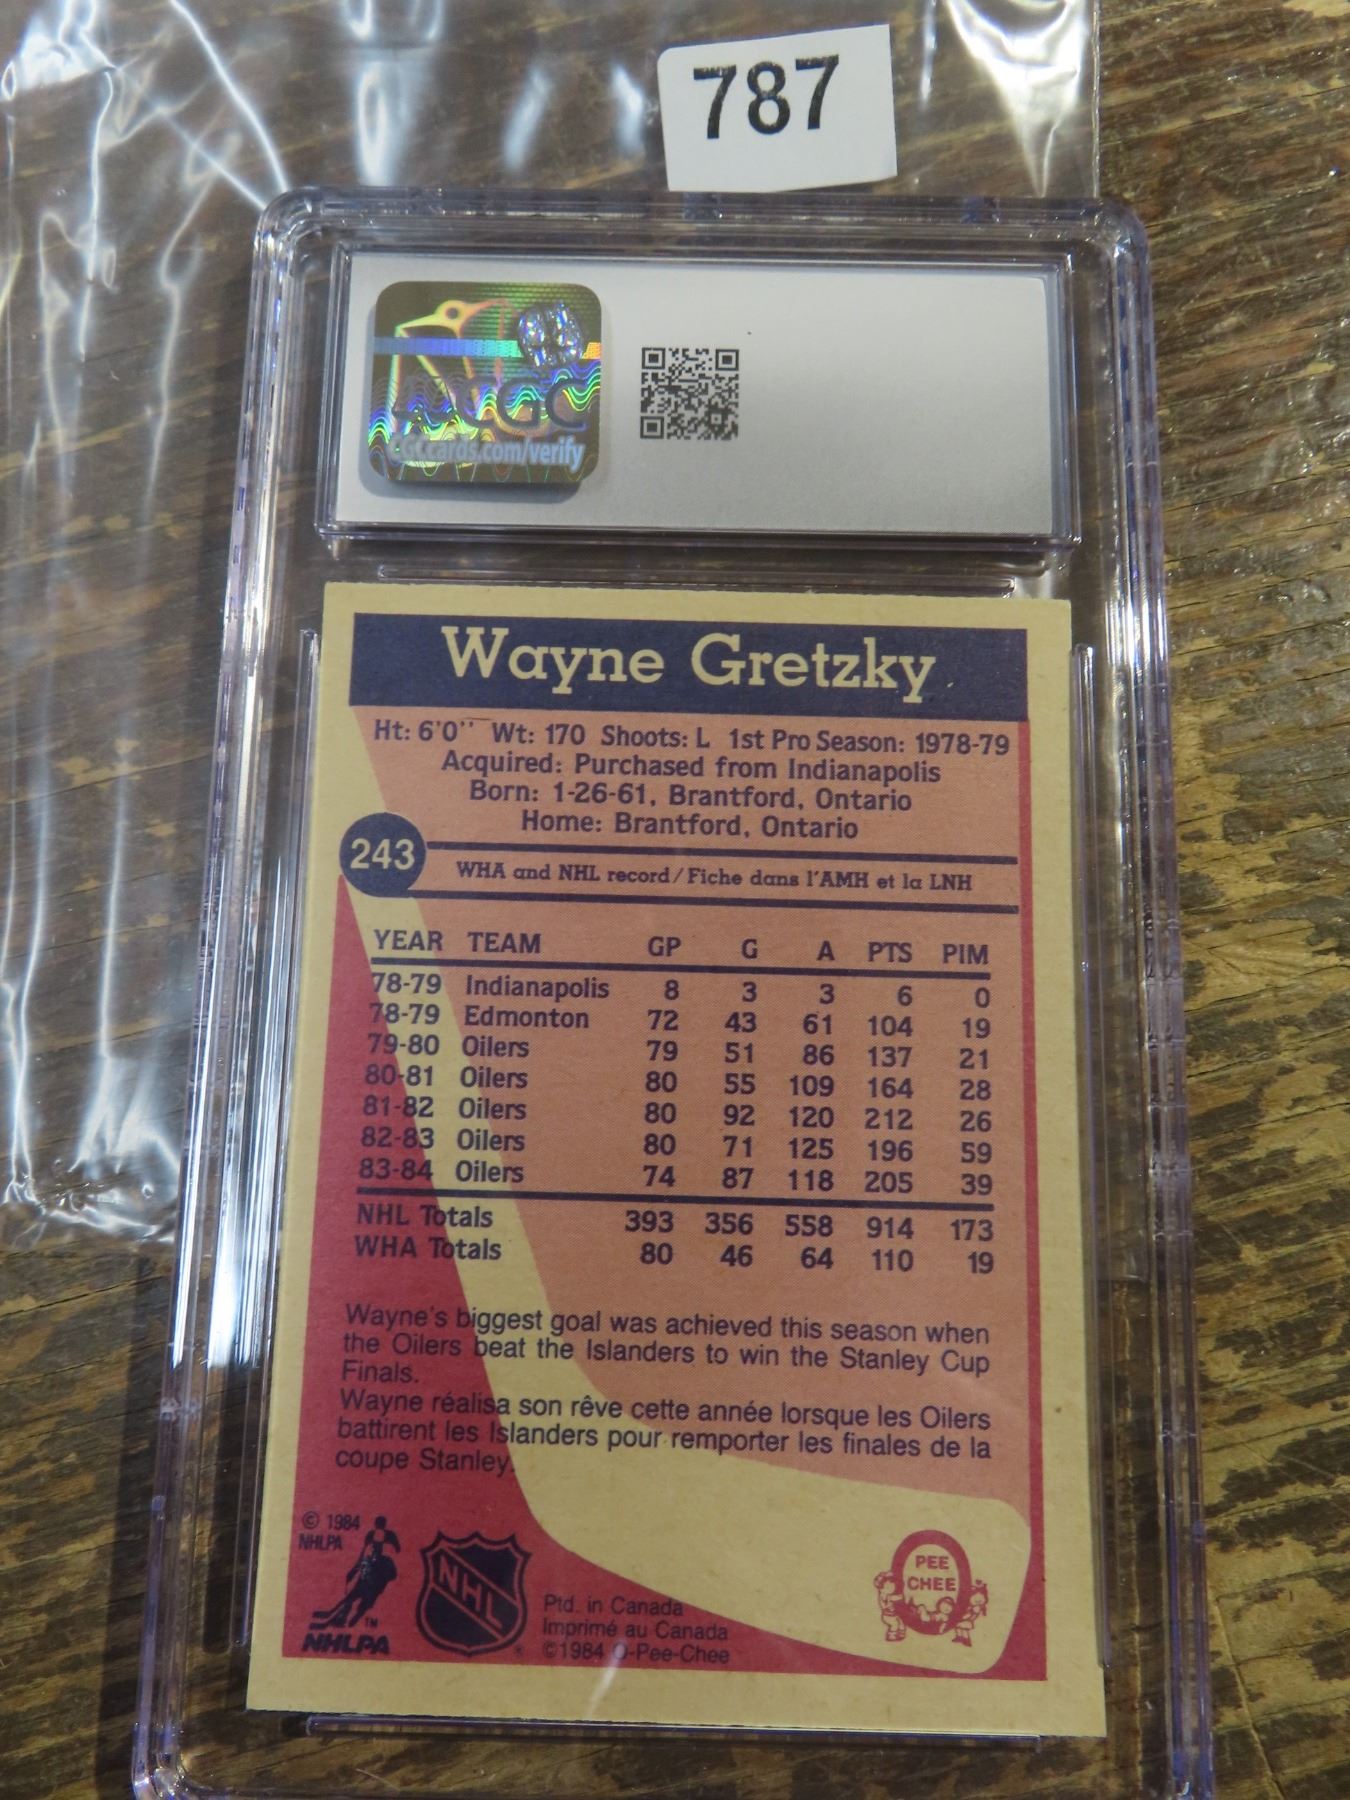 787
CGC
CGCcards.com/verify
Wayne Gretzky
Ht: 6'0'' Wt: 170 Shoots: L 1st Pro Season: 1978-79
Acquired: Purchased from Indianapolis
Born: 1-26-61, Brantford, Ontario
Home: Brantford, Ontario
243
WHA and NHL record/Fiche dans l'AMH et la LNH
YEAR TEAM GP G A PTS PIM
78-79 Indianapolis 8 3 3 6 0
78-79 Edmonton 72 43 61 104 19
79-80 Oilers 79 51 86 137 21
80-81 Oilers 80 55 109 164 28
81-82 Oilers 80 92 120 212 26
82-83 Oilers 80 71 125 196 59
83-84 Oilers 74 87 118 205 39
NHL Totals 393 356 558 914 173
WHA Totals 80 46 64 110 19
Wayne's biggest goal was achieved this season when
the Oilers beat the Islanders to win the Stanley Cup
Finals.
Wayne réalisa son rêve cette année lorsque les Oilers
battirent les Islanders pour remporter les finales de la
coupe Stanley.
© 1984
NHLPA
TM
NHLPA
NHL
®
Ptd. in Canada
Imprimé au Canada
©1984 O-Pee-Chee
PEE
CHEE